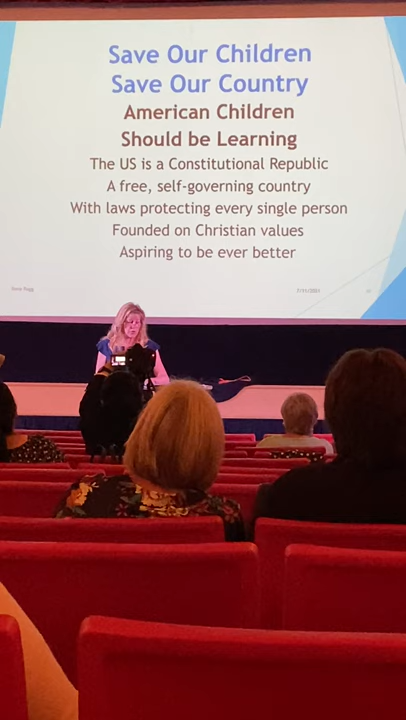 Save Our Children
Save Our Country
American Children
Should be Learning
The US is a Constitutional Republic
A free, self-governing country
With laws protecting every single person
Founded on Christian values
Aspiring to be ever better